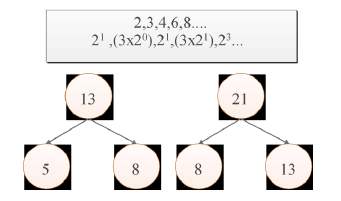 2,3,4,6,8....
2¹ ,(3x2⁰),2¹,(3x2¹),2³...
13 21
5 8 8 13